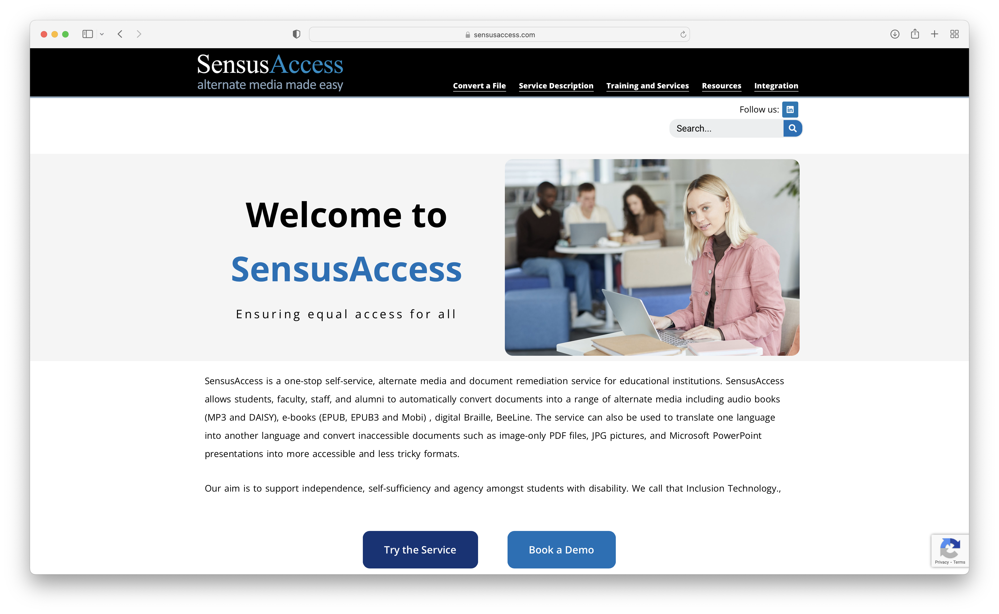 sensusaccess.com
SensusAccess
alternate media made easy
Convert a File Service Description Training and Services Resources Integration
Follow us:
Search...
Welcome to
SensusAccess
Ensuring equal access for all
SensusAccess is a one-stop self-service, alternate media and document remediation service for educational institutions. SensusAccess
allows students, faculty, staff, and alumni to automatically convert documents into a range of alternate media including audio books
(MP3 and DAISY), e-books (EPUB, EPUB3 and Mobi) , digital Braille, BeeLine. The service can also be used to translate one language
into another language and convert inaccessible documents such as image-only PDF files, JPG pictures, and Microsoft PowerPoint
presentations into more accessible and less tricky formats.
Our aim is to support independence, self-sufficiency and agency amongst students with disability. We call that Inclusion Technology.,
Try the Service Book a Demo
Privacy - Terms